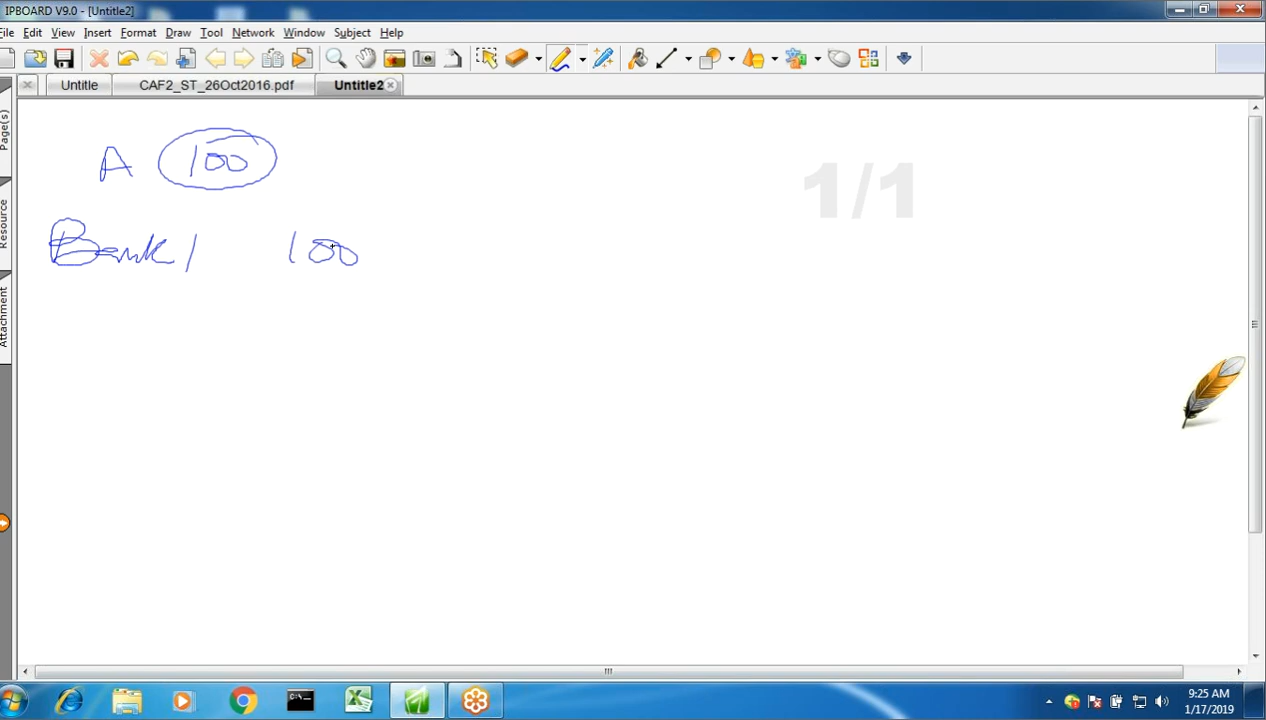 IPBOARD V9.0 - [Untitle2]
File Edit View Insert Format Draw Tool Network Window Subject Help
Untitle CAF2_ST_26Oct2016.pdf Untitle2
Page(s)
Resource
Attachment
1/1
A 100
Bank 1 100
9:25 AM
1/17/2019